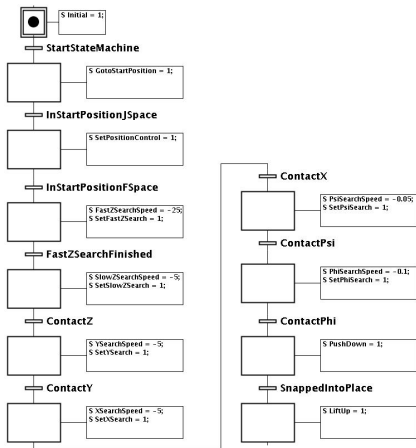 S Initial = 1;
StartStateMachine
S GotoStartPosition = 1;
InStartPositionJSpace
S SetPositionControl = 1;
InStartPositionFSpace
S FastZSearchSpeed = -25;
S SetFastZSearch = 1;
FastZSearchFinished
S SlowZSearchSpeed = -5;
S SetSlowZSearch = 1;
ContactZ
S YSearchSpeed = -5;
S SetYSearch = 1;
ContactY
S XSearchSpeed = -5;
S SetXSearch = 1;
ContactX
S PsiSearchSpeed = -0.05;
S SetPsiSearch = 1;
ContactPsi
S PhiSearchSpeed = -0.1;
S SetPhiSearch = 1;
ContactPhi
S PushDown = 1;
SnappedIntoPlace
S LiftUp = 1;